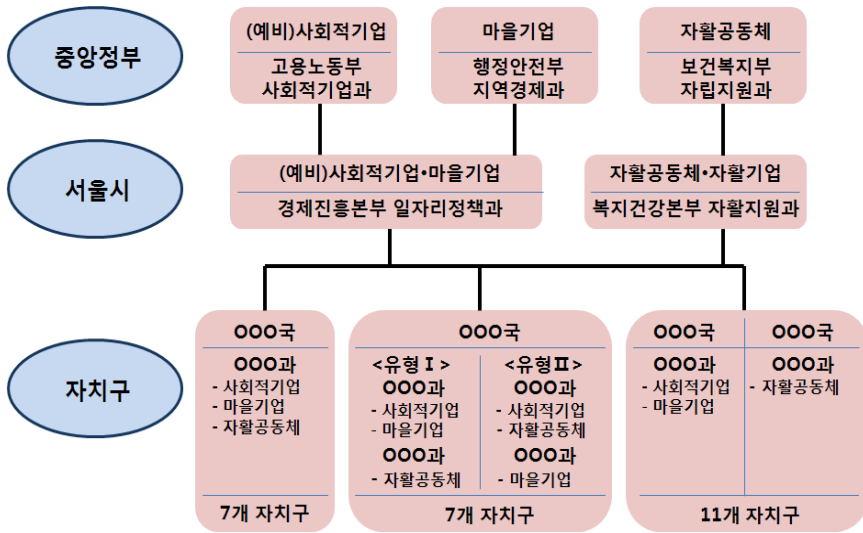 중앙정부
(예비)사회적기업
고용노동부
사회적기업과
마을기업
행정안전부
지역경제과
자활공동체
보건복지부
자립지원과
서울시
(예비)사회적기업•마을기업
경제진흥본부 일자리정책과
자활공동체•자활기업
복지건강본부 자활지원과
자치구
OOO국
OOO과
- 사회적기업
- 마을기업
- 자활공동체
7개 자치구
OOO국
<유형Ⅰ>
OOO과
- 사회적기업
- 마을기업
OOO과
- 자활공동체
<유형Ⅱ>
OOO과
- 사회적기업
- 자활공동체
OOO과
- 마을기업
7개 자치구
OOO국
OOO과
- 사회적기업
- 마을기업
OOO국
OOO과
- 자활공동체
11개 자치구